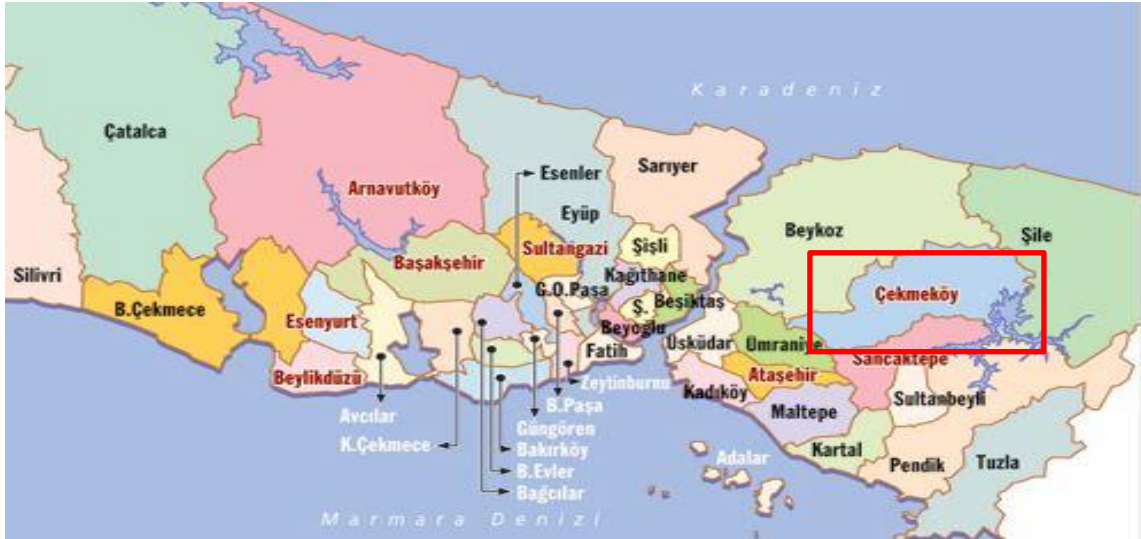 Karadeniz
Çatalca
Esenler
Sarıyer
Arnavutköy
Eyüp
Beykoz
Şile
Sultangazi
Şişli
Başakşehir
Silivri
Kağıthane
G.O.Paşa
Çekmeköy
B.Çekmece
Ş.
Beşiktaş
Esenyurt
Beyoğlu
Üsküdar
Ümraniye
Fatih
Sancaktepe
Beylikdüzü
Zeytinburnu
Ataşehir
Kadıköy
Sultanbeyli
B.Paşa
Avcılar
Maltepe
Güngören
K.Çekmece
Bakırköy
Kartal
Adalar
Pendik
Tuzla
B.Evler
Bağcılar
Marmara Denizi